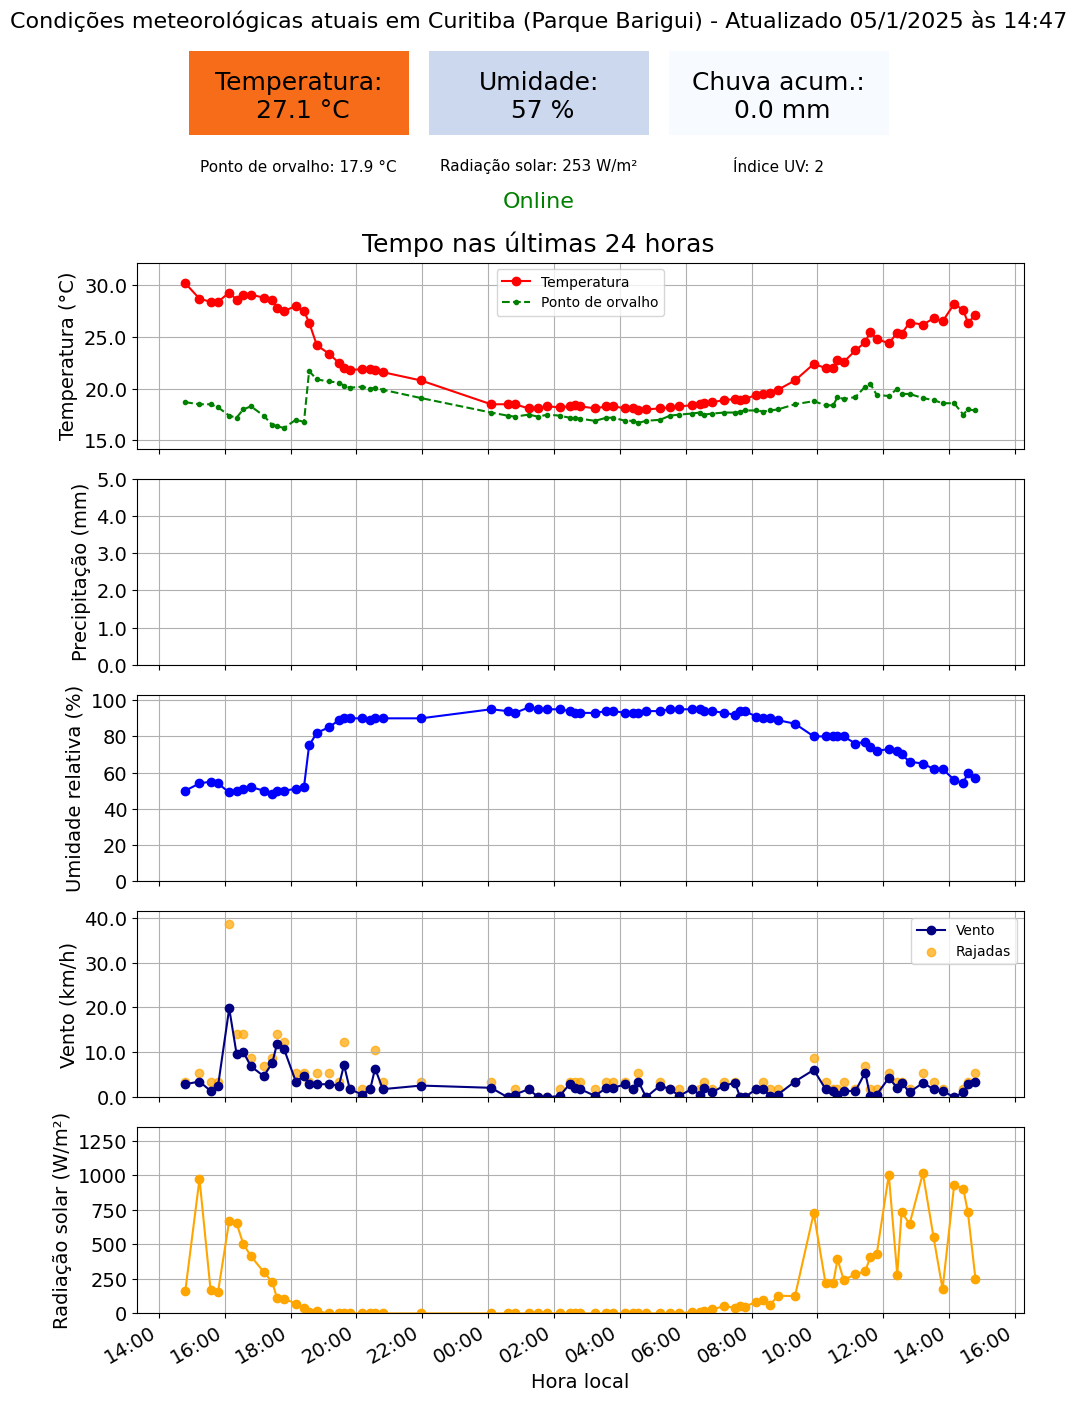 Condições meteorológicas atuais em Curitiba (Parque Barigui) - Atualizado 05/1/2025 às 14:47
Temperatura:
27.1 °C
Umidade:
57 %
Chuva acum.:
0.0 mm
Ponto de orvalho: 17.9 °C
Radiação solar: 253 W/m²
Índice UV: 2
Online
Tempo nas últimas 24 horas
Temperatura (°C)
30.0
25.0
20.0
15.0
Temperatura
Ponto de orvalho
Precipitação (mm)
5.0
4.0
3.0
2.0
1.0
0.0
Umidade relativa (%)
100
80
60
40
20
0
Vento (km/h)
40.0
30.0
20.0
10.0
0.0
Vento
Rajadas
Radiação solar (W/m²)
1250
1000
750
500
250
0
14:00
16:00
18:00
20:00
22:00
00:00
02:00
04:00
06:00
08:00
10:00
12:00
14:00
16:00
Hora local